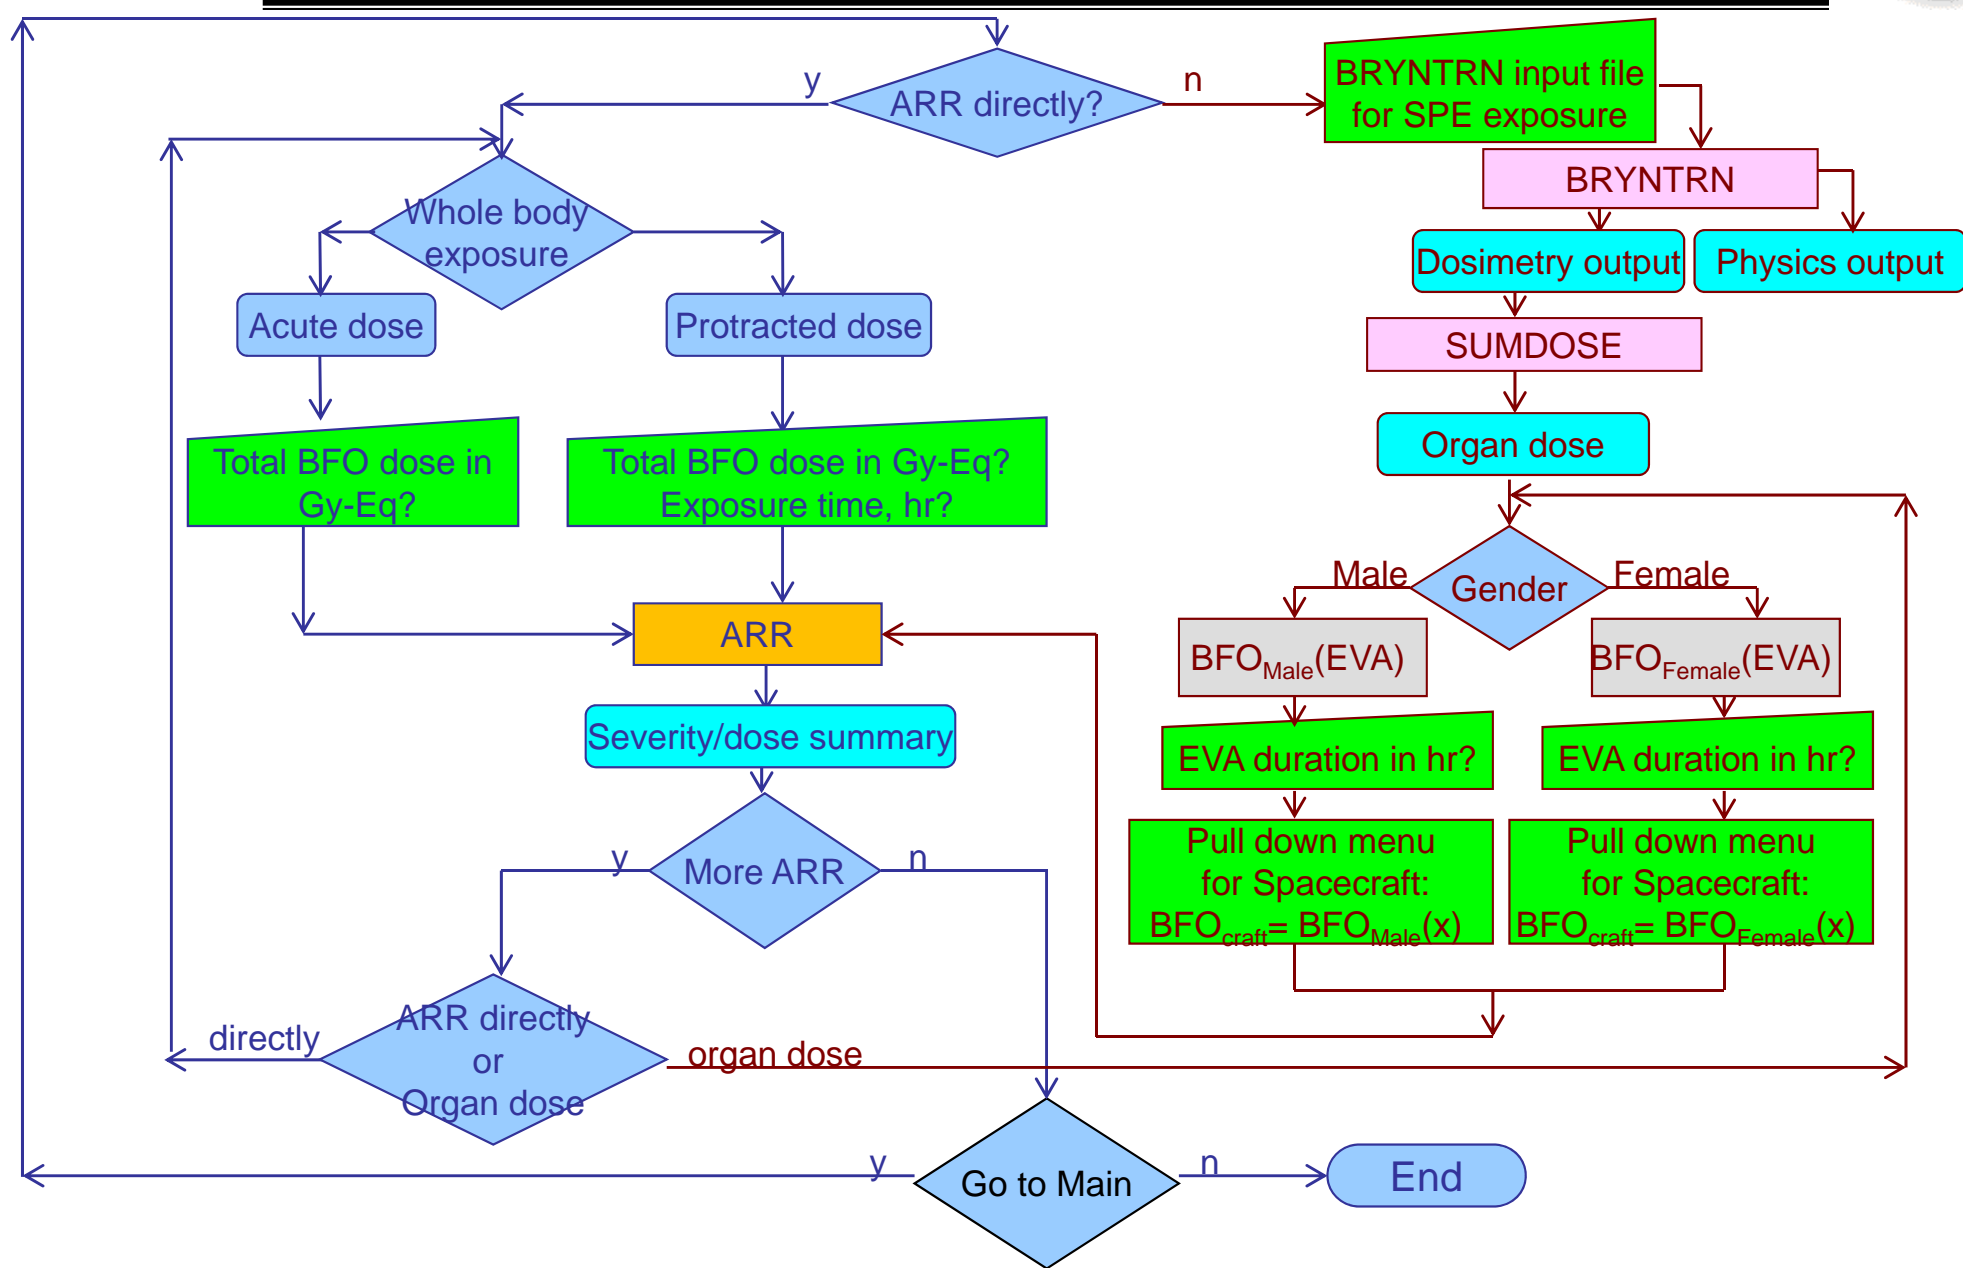 y
ARR directly?
n
BRYNTRN input file
for SPE exposure
BRYNTRN
Whole body
exposure
Dosimetry output
Physics output
Acute dose
Protracted dose
SUMDOSE
Organ dose
Total BFO dose in
Gy-Eq?
Total BFO dose in Gy-Eq?
Exposure time, hr?
Male
Gender
Female
ARR
BFOMale(EVA)
BFOFemale(EVA)
Severity/dose summary
EVA duration in hr?
EVA duration in hr?
y
More ARR
n
Pull down menu
for Spacecraft:
BFOcraft= BFOMale(x)
Pull down menu
for Spacecraft:
BFOcraft= BFOFemale(x)
directly
ARR directly
or
Organ dose
organ dose
y
Go to Main
n
End